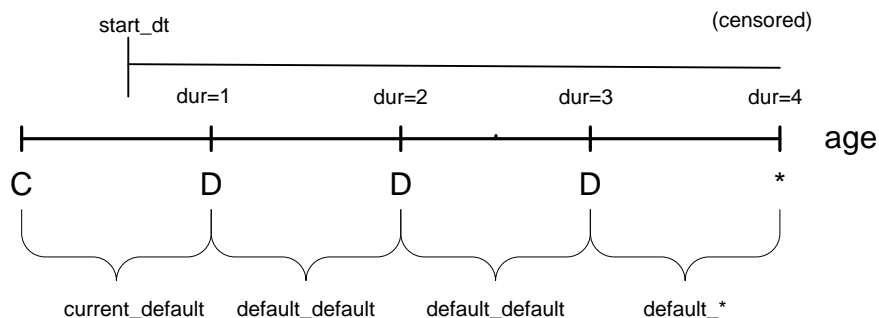 start_dt (censored)
dur=1 dur=2 dur=3 dur=4
age
C D D D *
current_default default_default default_default default_*